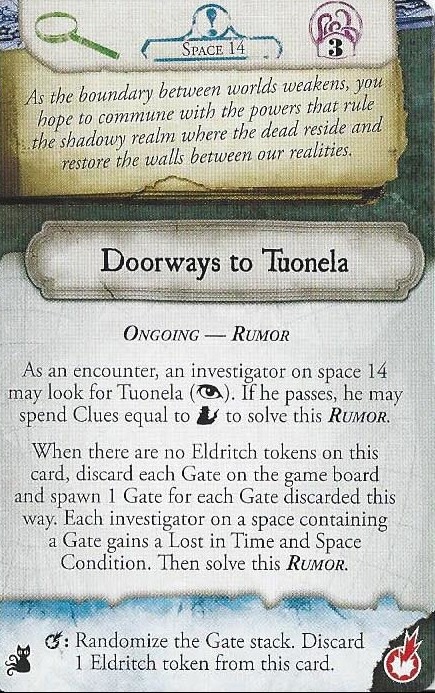 SPACE 14
3
As the boundary between worlds weakens, you
hope to commune with the powers that rule
the shadowy realm where the dead reside and
restore the walls between our realities.
Doorways to Tuonela
ONGOING — RUMOR
As an encounter, an investigator on space 14
may look for Tuonela ( ). If he passes, he may
spend Clues equal to to solve this RUMOR.
When there are no Eldritch tokens on this
card, discard each Gate on the game board
and spawn 1 Gate for each Gate discarded this
way. Each investigator on a space containing
a Gate gains a Lost in Time and Space
Condition. Then solve this RUMOR.
: Randomize the Gate stack. Discard
1 Eldritch token from this card.